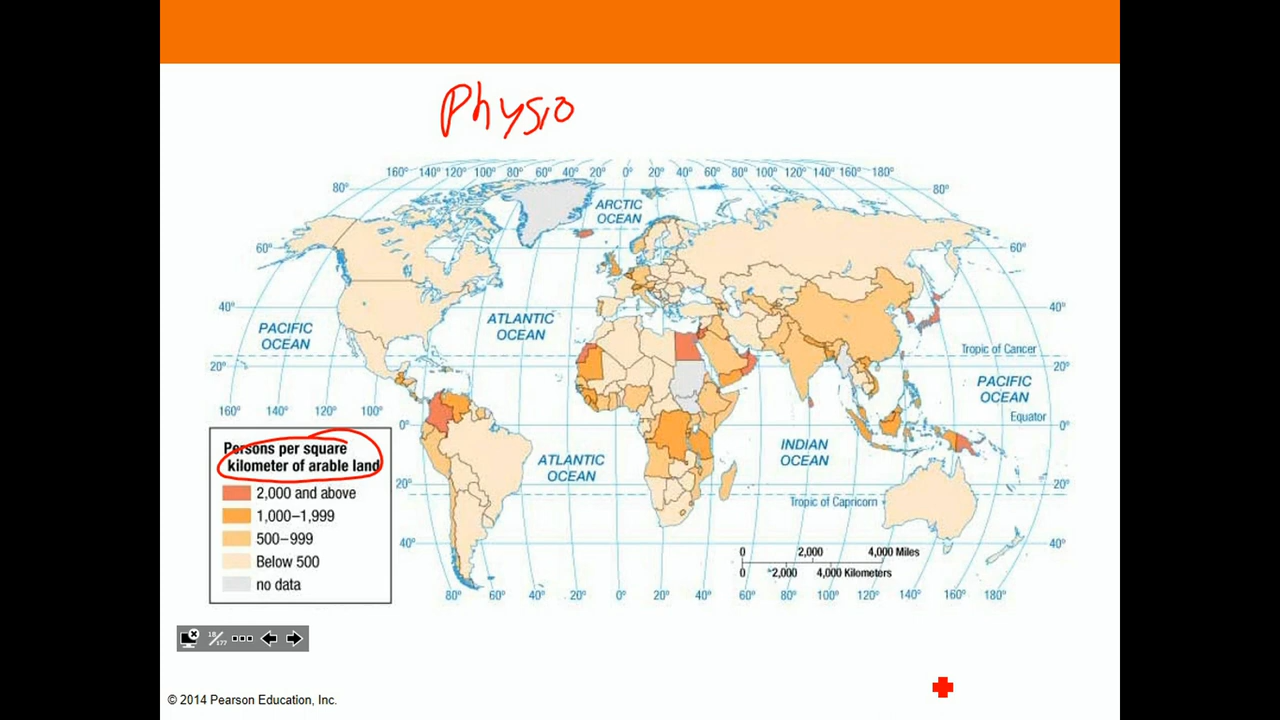 Physio
160° 140° 120° 100° 80° 60° 40° 20° 0° 20° 40° 60° 80° 100° 120° 140° 160° 180°
80° 80°
ARCTIC
OCEAN
60° 60°
40° 40°
PACIFIC
OCEAN
ATLANTIC
OCEAN
Tropic of Cancer
20° 20°
PACIFIC
OCEAN
160° 140° 120° 100°
Equator
0° 0°
INDIAN
OCEAN
ATLANTIC
OCEAN
20° 20°
Tropic of Capricorn
40° 40°
Persons per square
kilometer of arable land
2,000 and above
1,000–1,999
500–999
Below 500
no data
0 2,000 4,000 Miles
0 2,000 4,000 Kilometers
80° 60° 40° 20° 0° 20° 40° 60° 80° 100° 120° 140° 160° 180°
18/177
© 2014 Pearson Education, Inc.